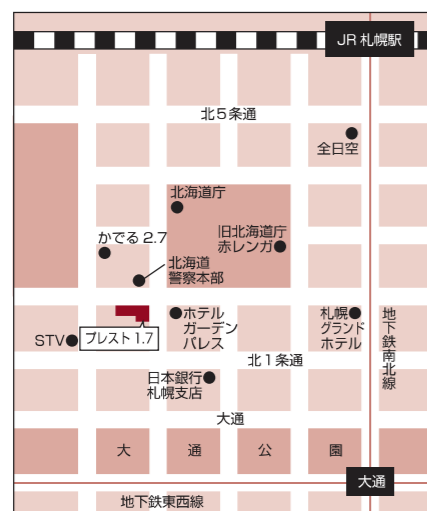 JR 札幌駅
北5条通
全日空
北海道庁
かでる 2.7
旧北海道庁
赤レンガ
北海道
警察本部
ホテル
ガーデン
パレス
札幌
グランド
ホテル
地下鉄南北線
STV
プレスト 1.7
北1条通
日本銀行
札幌支店
大通
大通公園
大通
地下鉄東西線